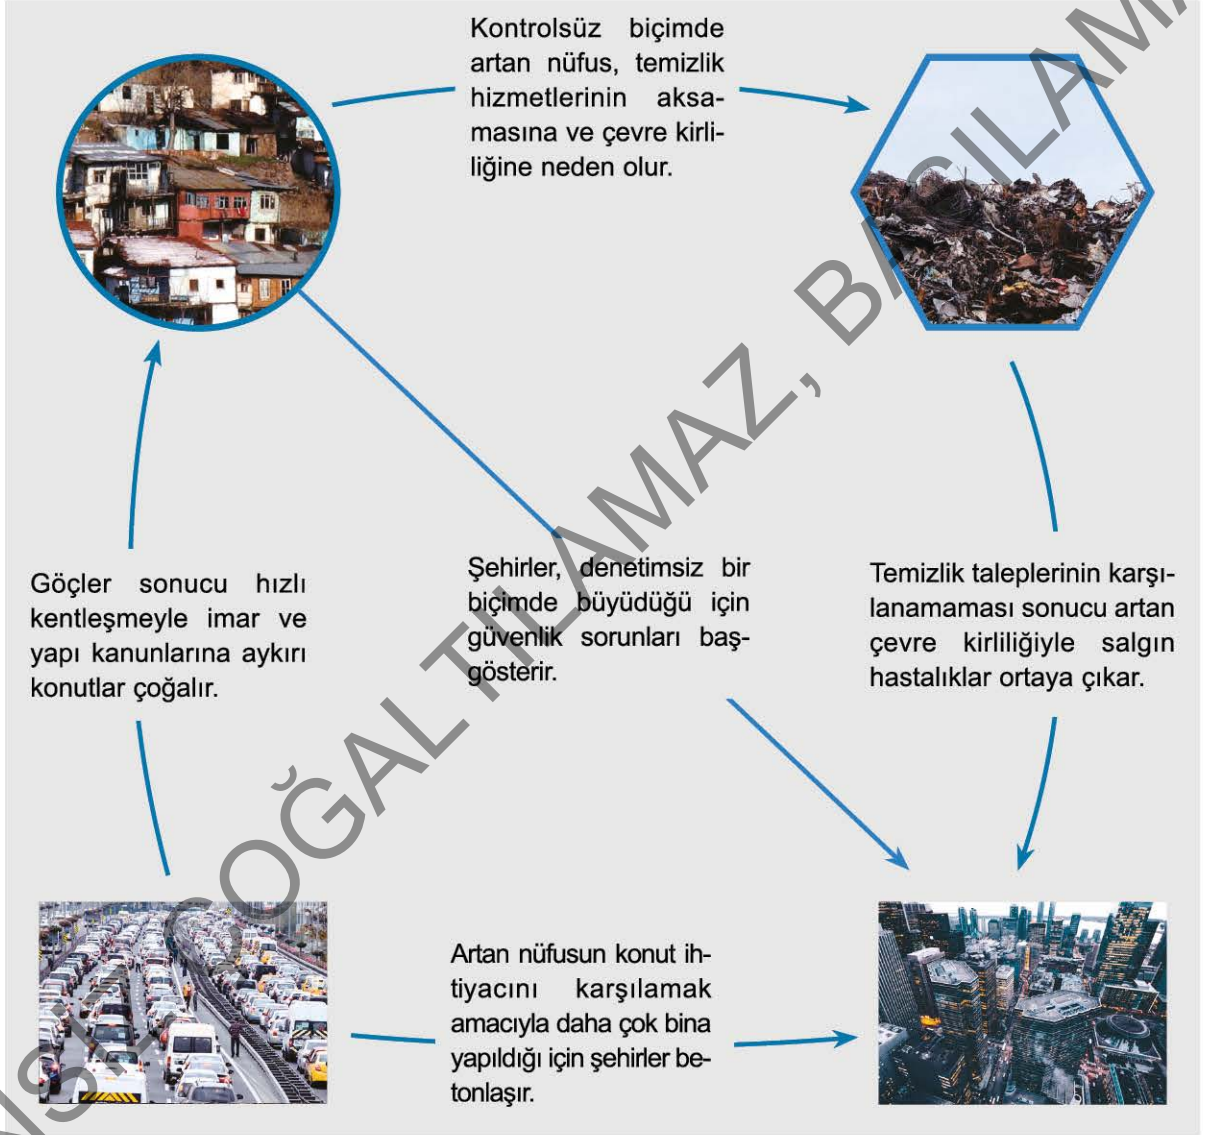 Kontrolsüz biçimde
artan nüfus, temizlik
hizmetlerinin aksa-
masına ve çevre kirli-
liğine neden olur.
Göçler sonucu hızlı
kentleşmeyle imar ve
yapı kanunlarına aykırı
konutlar çoğalır.
Şehirler, denetimsiz bir
biçimde büyüdüğü için
güvenlik sorunları baş-
gösterir.
Temizlik taleplerinin karşı-
lanamaması sonucu artan
çevre kirliliğiyle salgın
hastalıklar ortaya çıkar.
Artan nüfusun konut ih-
tiyacını karşılamak
amacıyla daha çok bina
yapıldığı için şehirler be-
tonlaşır.
ÇOĞALTILAMAZ,